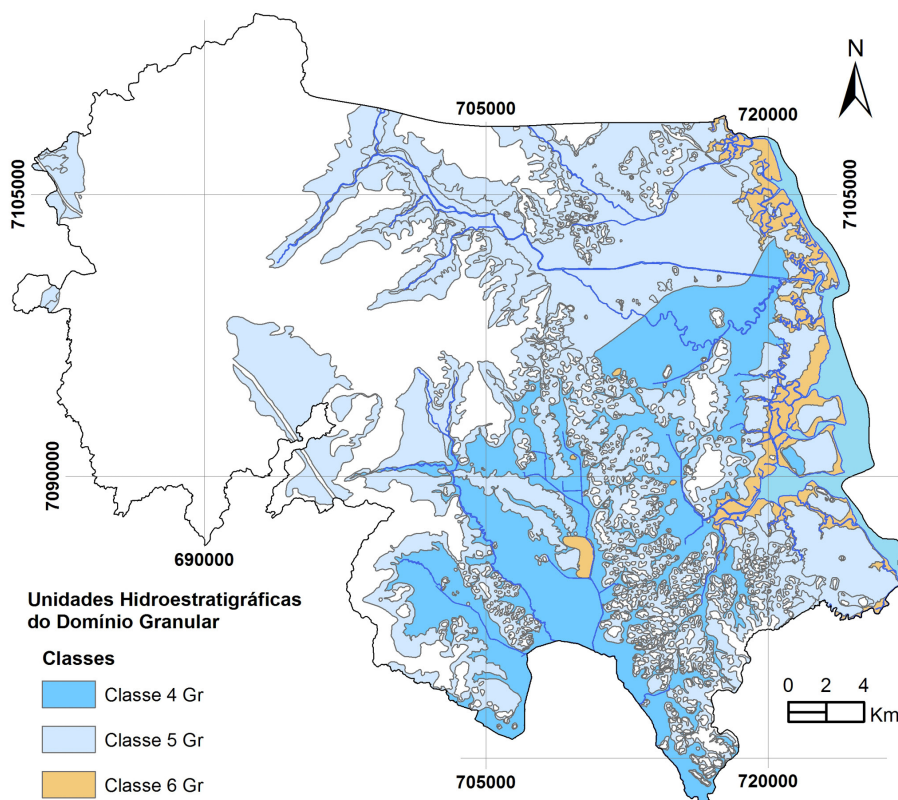 N
705000
720000
7105000
7105000
7090000
690000
Unidades Hidroestratigráficas
do Domínio Granular
Classes
Classe 4 Gr
Classe 5 Gr
Classe 6 Gr
0 2 4
Km
705000
720000